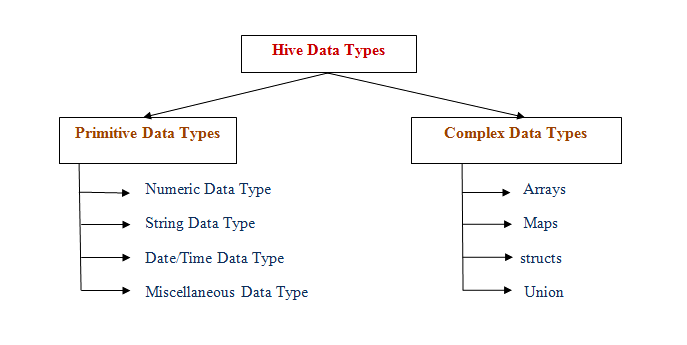 Hive Data Types
Primitive Data Types
Complex Data Types
Numeric Data Type
String Data Type
Date/Time Data Type
Miscellaneous Data Type
Arrays
Maps
structs
Union